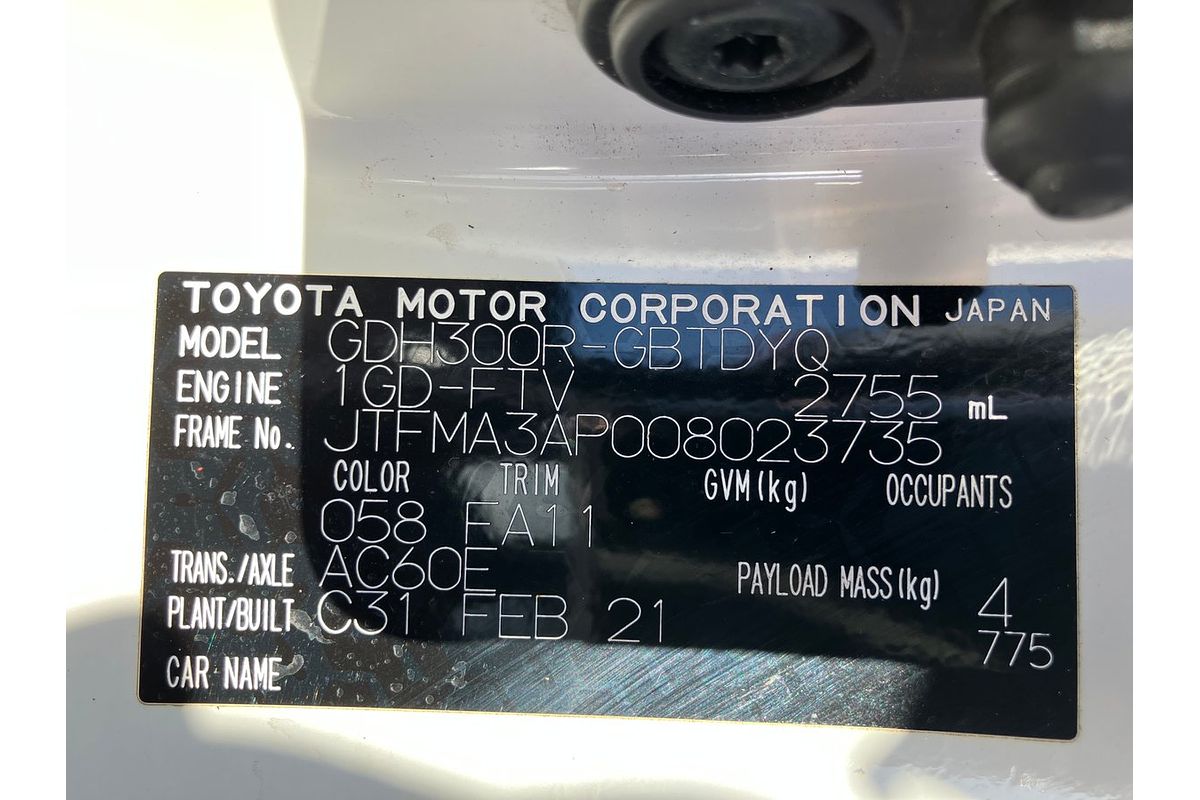 TOYOTA MOTOR CORPORATION JAPAN
MODEL GDH300R-GBTDYQ
ENGINE 1GD-FTV 2755 mL
FRAME No. JTFMA3AP008023735
COLOR TRIM GVM(kg) OCCUPANTS
058 FA11
TRANS./AXLE AC60E PAYLOAD MASS(kg) 4
PLANT/BUILT C31 FEB 21 775
CAR NAME